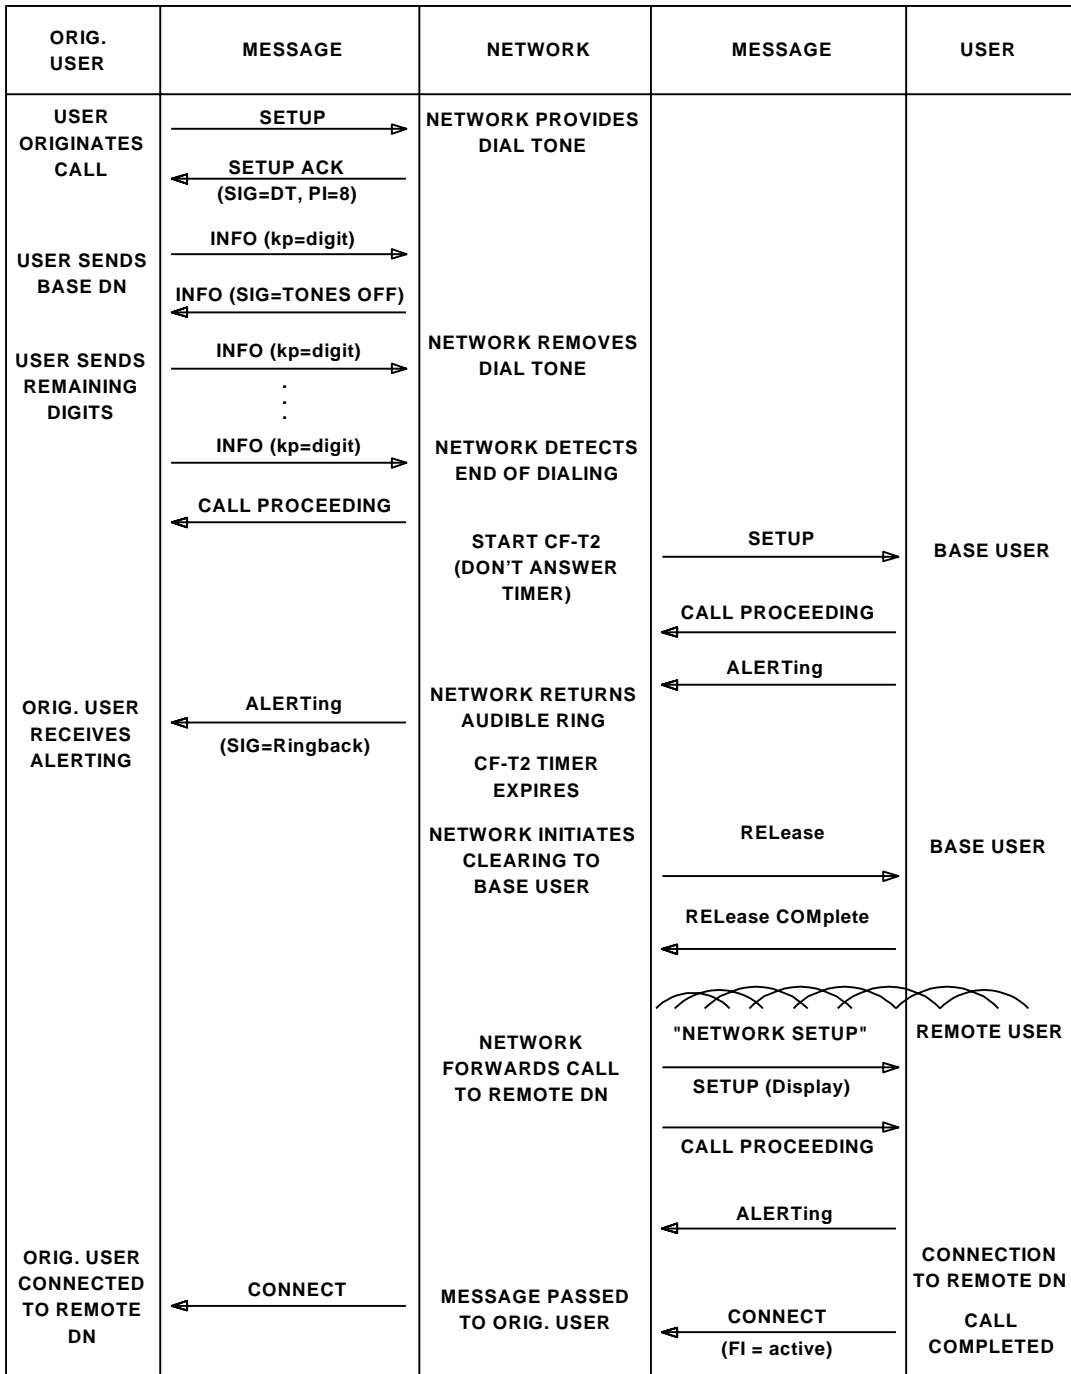 ORIG.
USER
MESSAGE
NETWORK
MESSAGE
USER
USER
ORIGINATES
CALL
SETUP
NETWORK PROVIDES
DIAL TONE
SETUP ACK
(SIG=DT, PI=8)
USER SENDS
BASE DN
INFO (kp=digit)
INFO (SIG=TONES OFF)
USER SENDS
REMAINING
DIGITS
INFO (kp=digit)
.
.
.
NETWORK REMOVES
DIAL TONE
INFO (kp=digit)
NETWORK DETECTS
END OF DIALING
CALL PROCEEDING
START CF-T2
(DON'T ANSWER
TIMER)
SETUP
BASE USER
CALL PROCEEDING
ALERTing
ORIG. USER
RECEIVES
ALERTING
ALERTing
(SIG=Ringback)
NETWORK RETURNS
AUDIBLE RING
CF-T2 TIMER
EXPIRES
NETWORK INITIATES
CLEARING TO
BASE USER
RELease
BASE USER
RELease COMplete
NETWORK
FORWARDS CALL
TO REMOTE DN
"NETWORK SETUP"
REMOTE USER
SETUP (Display)
CALL PROCEEDING
ALERTing
ORIG. USER
CONNECTED
TO REMOTE
DN
CONNECT
MESSAGE PASSED
TO ORIG. USER
CONNECTION
TO REMOTE DN
CONNECT
(FI = active)
CALL
COMPLETED